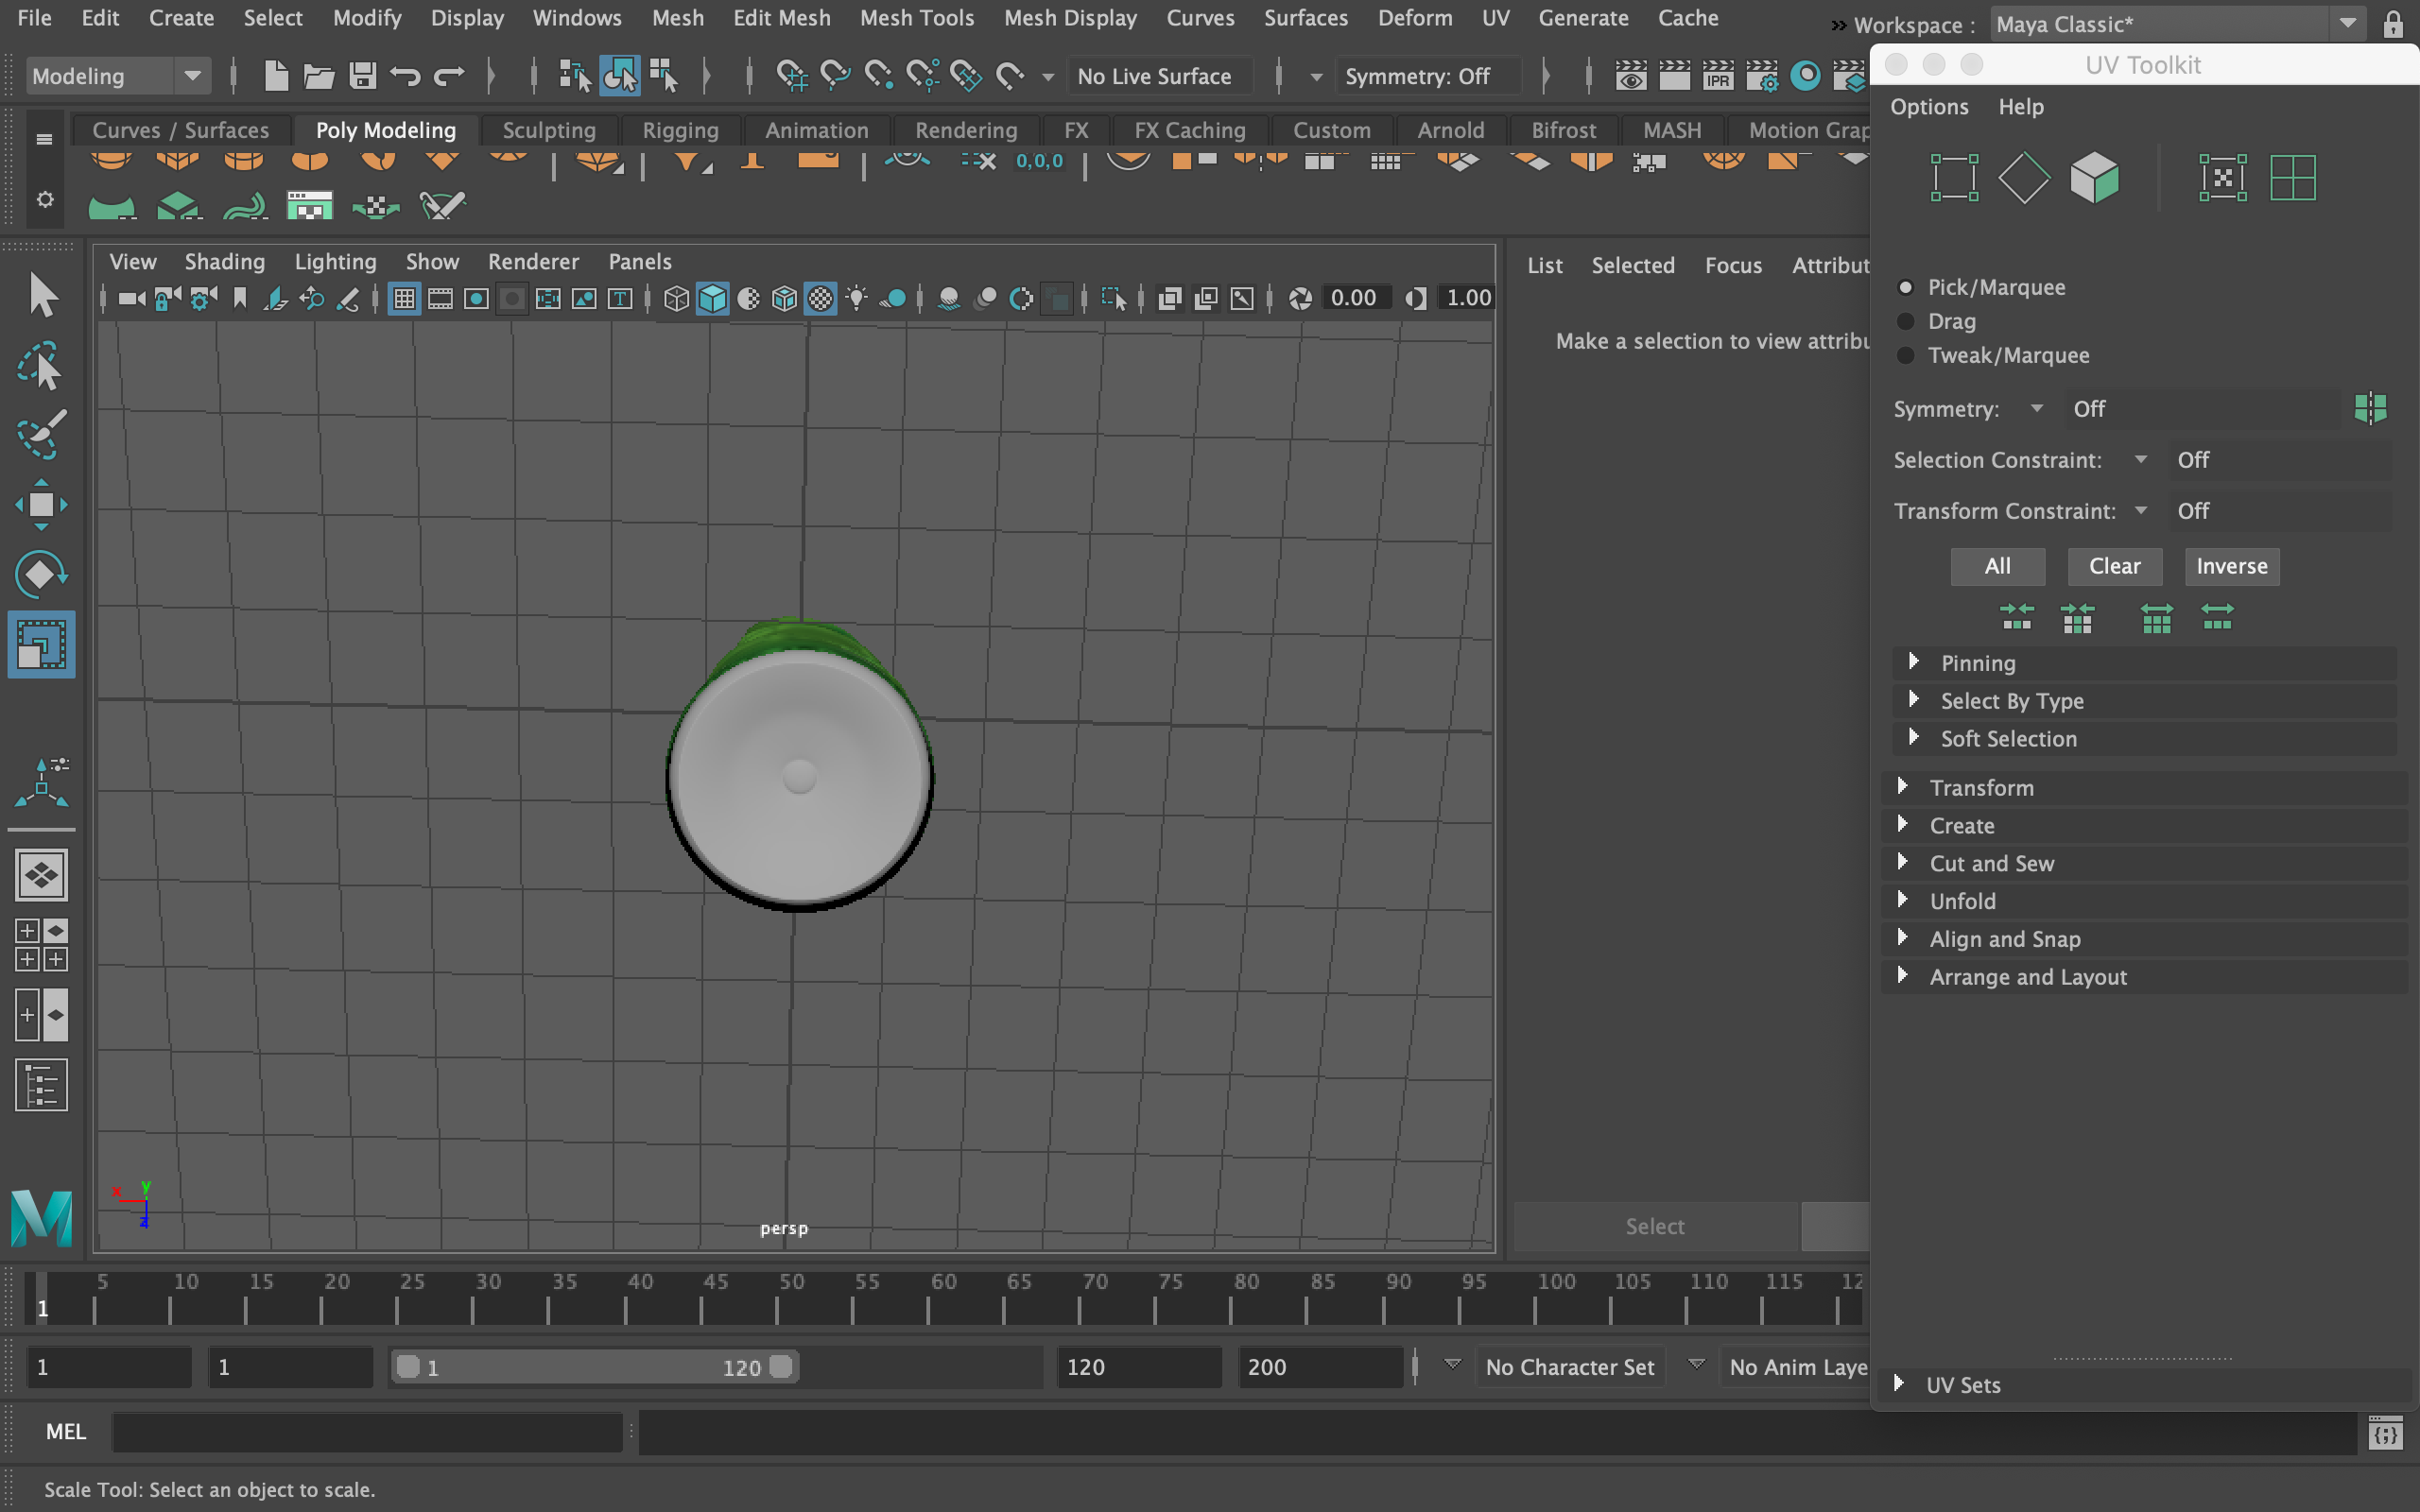 File Edit Create Select Modify Display Windows Mesh Edit Mesh Mesh Tools Mesh Display Curves Surfaces Deform UV Generate Cache
Workspace : Maya Classic*
Modeling No Live Surface Symmetry: Off IPR
UV Toolkit
Options Help
Curves / Surfaces Poly Modeling Sculpting Rigging Animation Rendering FX FX Caching Custom Arnold Bifrost MASH Motion Grap
0,0,0
View Shading Lighting Show Renderer Panels
T 0.00 1.00
List Selected Focus Attribut
Make a selection to view attribu
Pick/Marquee
Drag
Tweak/Marquee
Symmetry: Off
Selection Constraint: Off
Transform Constraint: Off
All Clear Inverse
Pinning
Select By Type
Soft Selection
Transform
Create
Cut and Sew
Unfold
Align and Snap
Arrange and Layout
x y z
persp
Select
5 10 15 20 25 30 35 40 45 50 55 60 65 70 75 80 85 90 95 100 105 110 115 12
1
1 1 1 120 120 200 No Character Set No Anim Laye
UV Sets
MEL
Scale Tool: Select an object to scale.